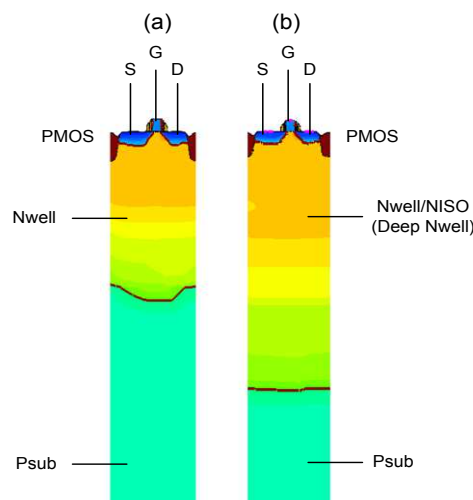 (a)
(b)
G
G
S
D
S
D
PMOS
PMOS
Nwell
Nwell/NISO
(Deep Nwell)
Psub
Psub